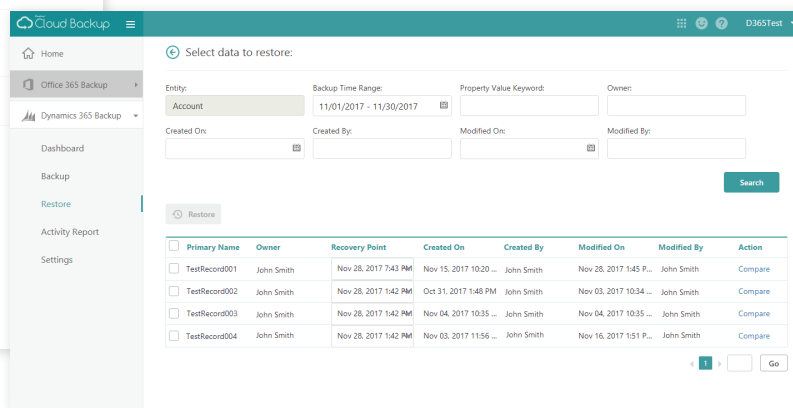 Cloud Backup
D365Test
Home
Select data to restore:
Office 365 Backup
Dynamics 365 Backup
Dashboard
Backup
Restore
Activity Report
Settings
Entity: Backup Time Range: Property Value Keyword: Owner:
Account 11/01/2017 - 11/30/2017
Created On: Created By: Modified On: Modified By:
Search
Restore
Primary Name Owner Recovery Point Created On Created By Modified On Modified By Action
TestRecord001 John Smith Nov 28, 2017 7:43 PM Nov 15, 2017 10:20 ... John Smith Nov 28, 2017 1:45 P... John Smith Compare
TestRecord002 John Smith Nov 28, 2017 1:42 PM Oct 31, 2017 1:48 PM John Smith Nov 03, 2017 10:34 ... John Smith Compare
TestRecord003 John Smith Nov 28, 2017 1:42 PM Nov 04, 2017 10:35 ... John Smith Nov 04, 2017 10:35 ... John Smith Compare
TestRecord004 John Smith Nov 28, 2017 1:42 PM Nov 03, 2017 11:56 ... John Smith Nov 16, 2017 1:51 P... John Smith Compare
1 Go